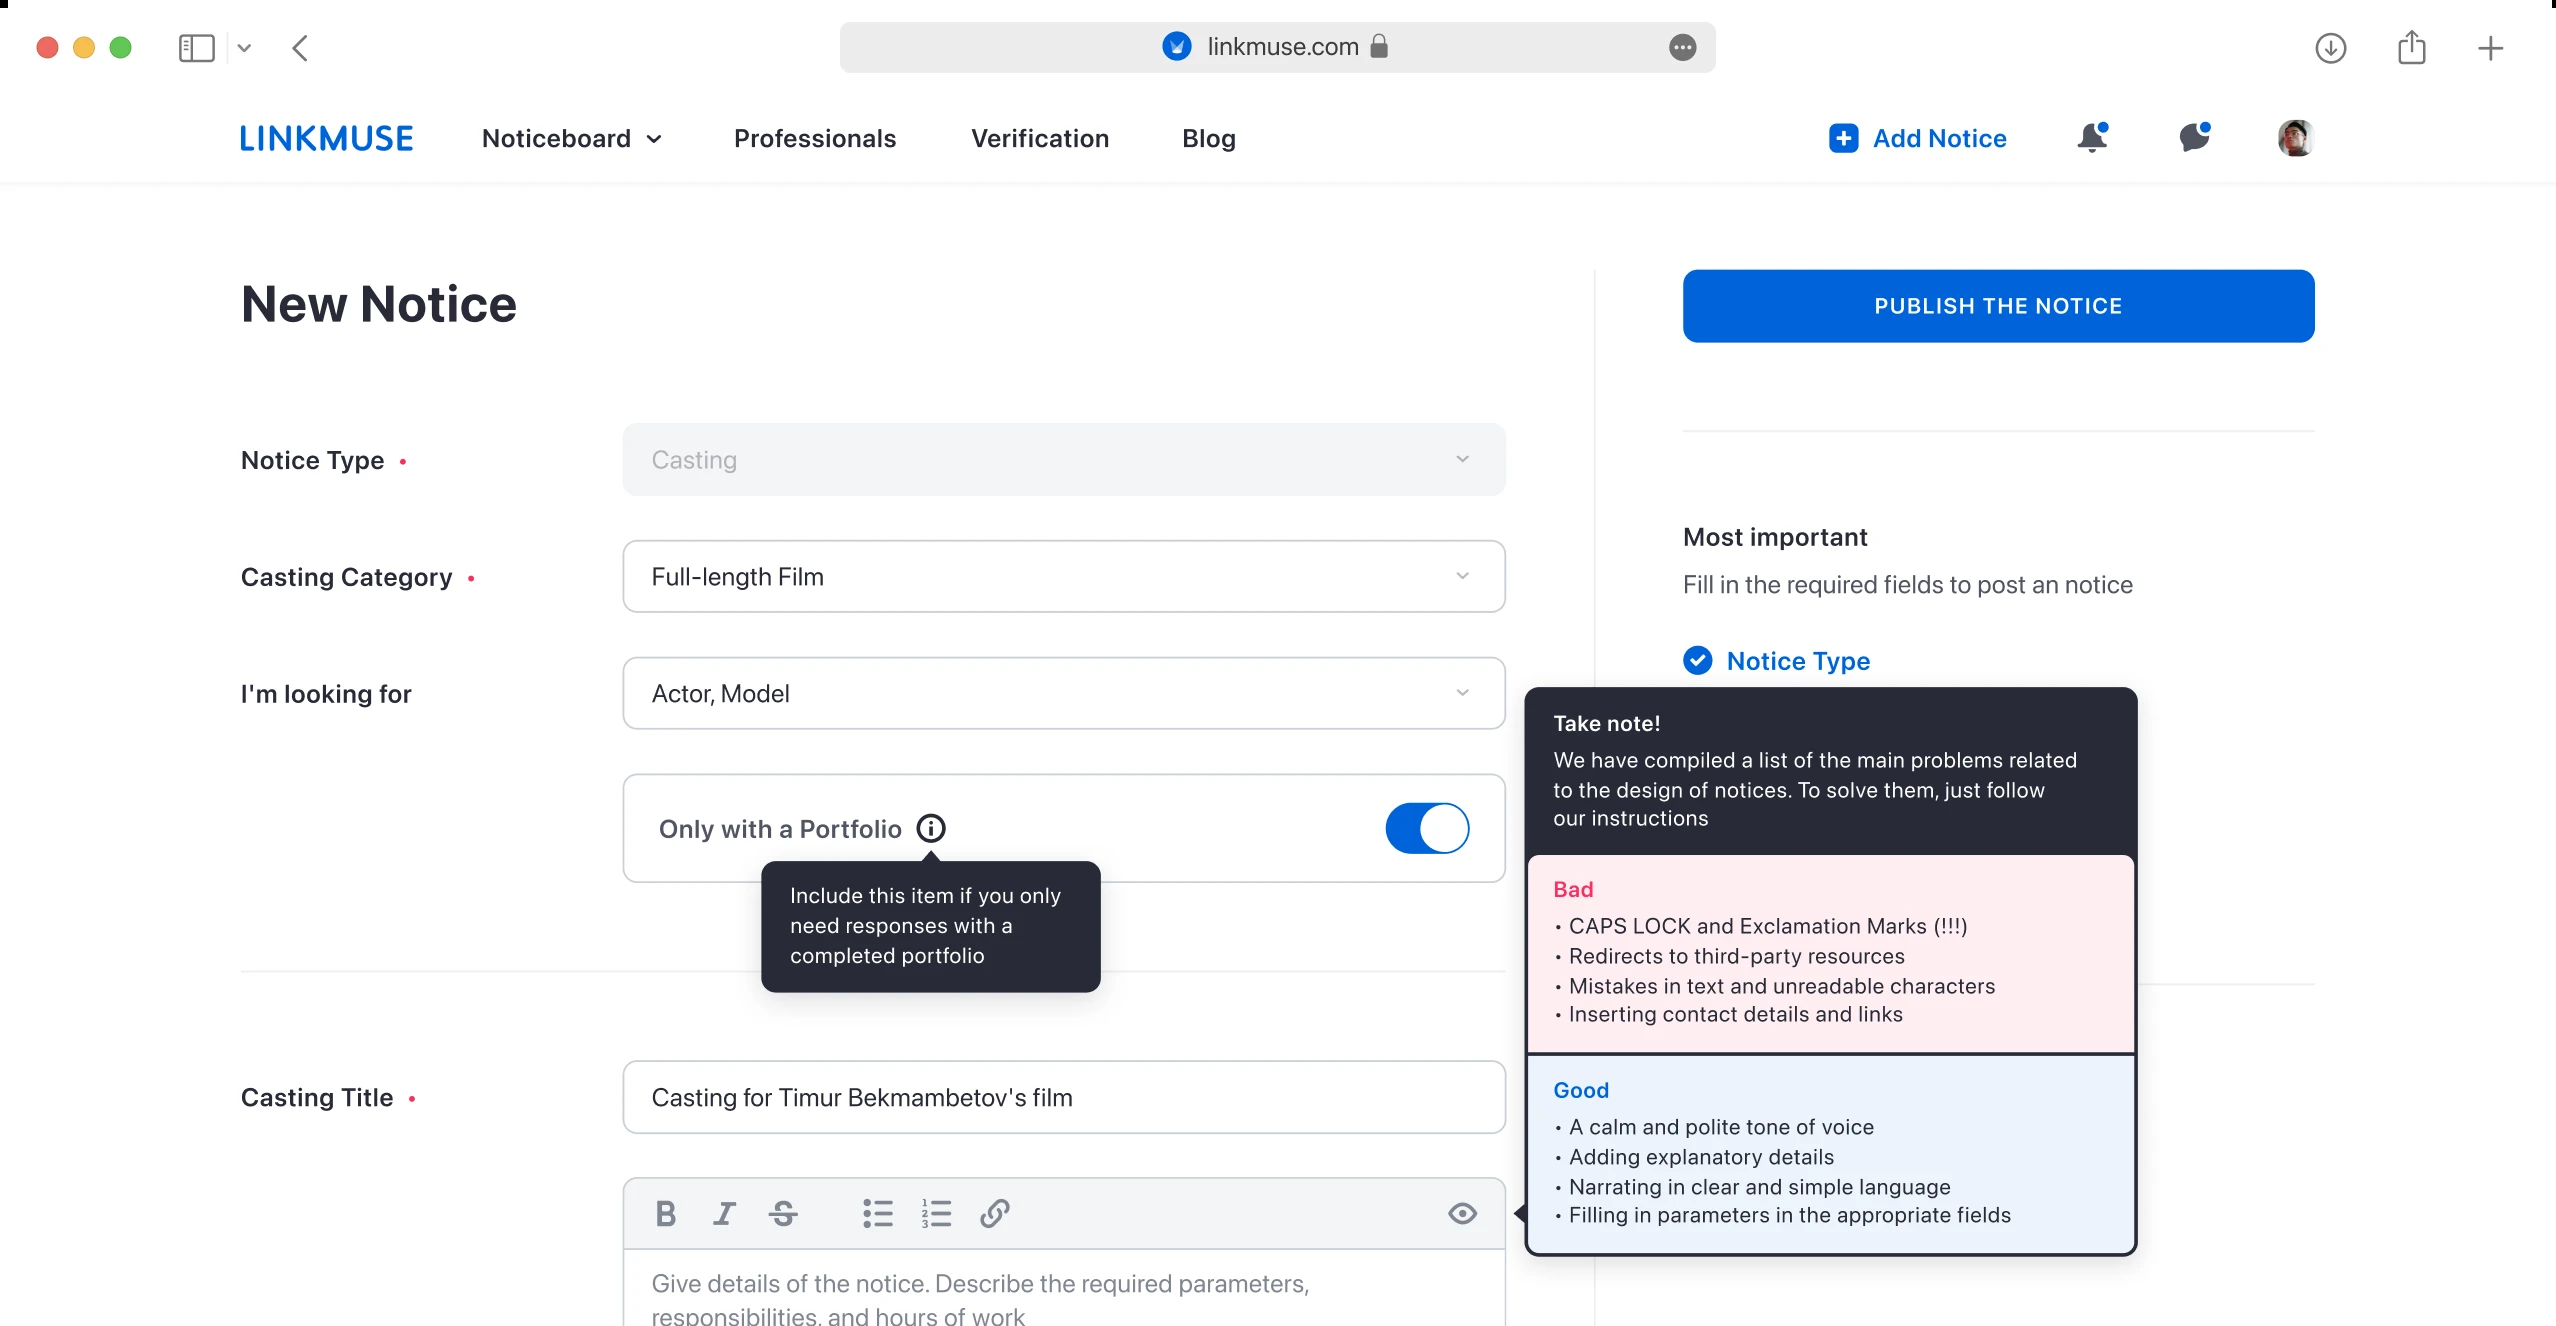 linkmuse.com
LINKMUSE
Noticeboard
Professionals
Verification
Blog
Add Notice
New Notice
PUBLISH THE NOTICE
Notice Type •
Casting
Casting Category •
Full-length Film
Most important
Fill in the required fields to post an notice
Notice Type
I'm looking for
Actor, Model
Only with a Portfolio
Include this item if you only
need responses with a
completed portfolio
Take note!
We have compiled a list of the main problems related
to the design of notices. To solve them, just follow
our instructions
Bad
• CAPS LOCK and Exclamation Marks (!!!)
• Redirects to third-party resources
• Mistakes in text and unreadable characters
• Inserting contact details and links
Good
• A calm and polite tone of voice
• Adding explanatory details
• Narrating in clear and simple language
• Filling in parameters in the appropriate fields
Casting Title •
Casting for Timur Bekmambetov's film
B I S
Give details of the notice. Describe the required parameters,
responsibilities, and hours of work